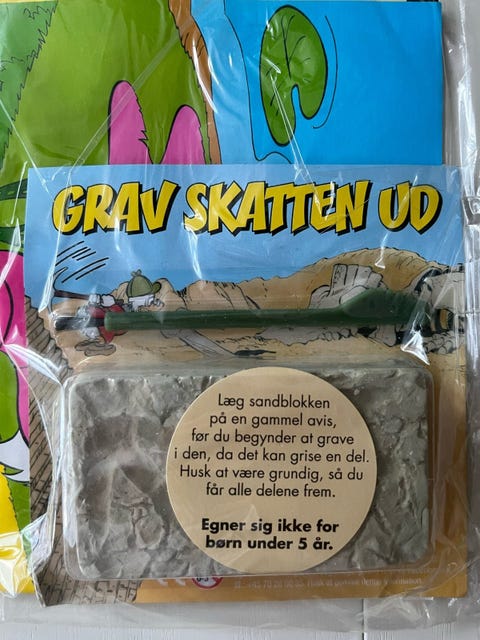 GRAV SKATTEN UD
Læg sandblokken
på en gammel avis,
før du begynder at grave
i den, da det kan grise en del.
Husk at være grundig, så du
får alle delene frem.
Egner sig ikke for
børn under 5 år.